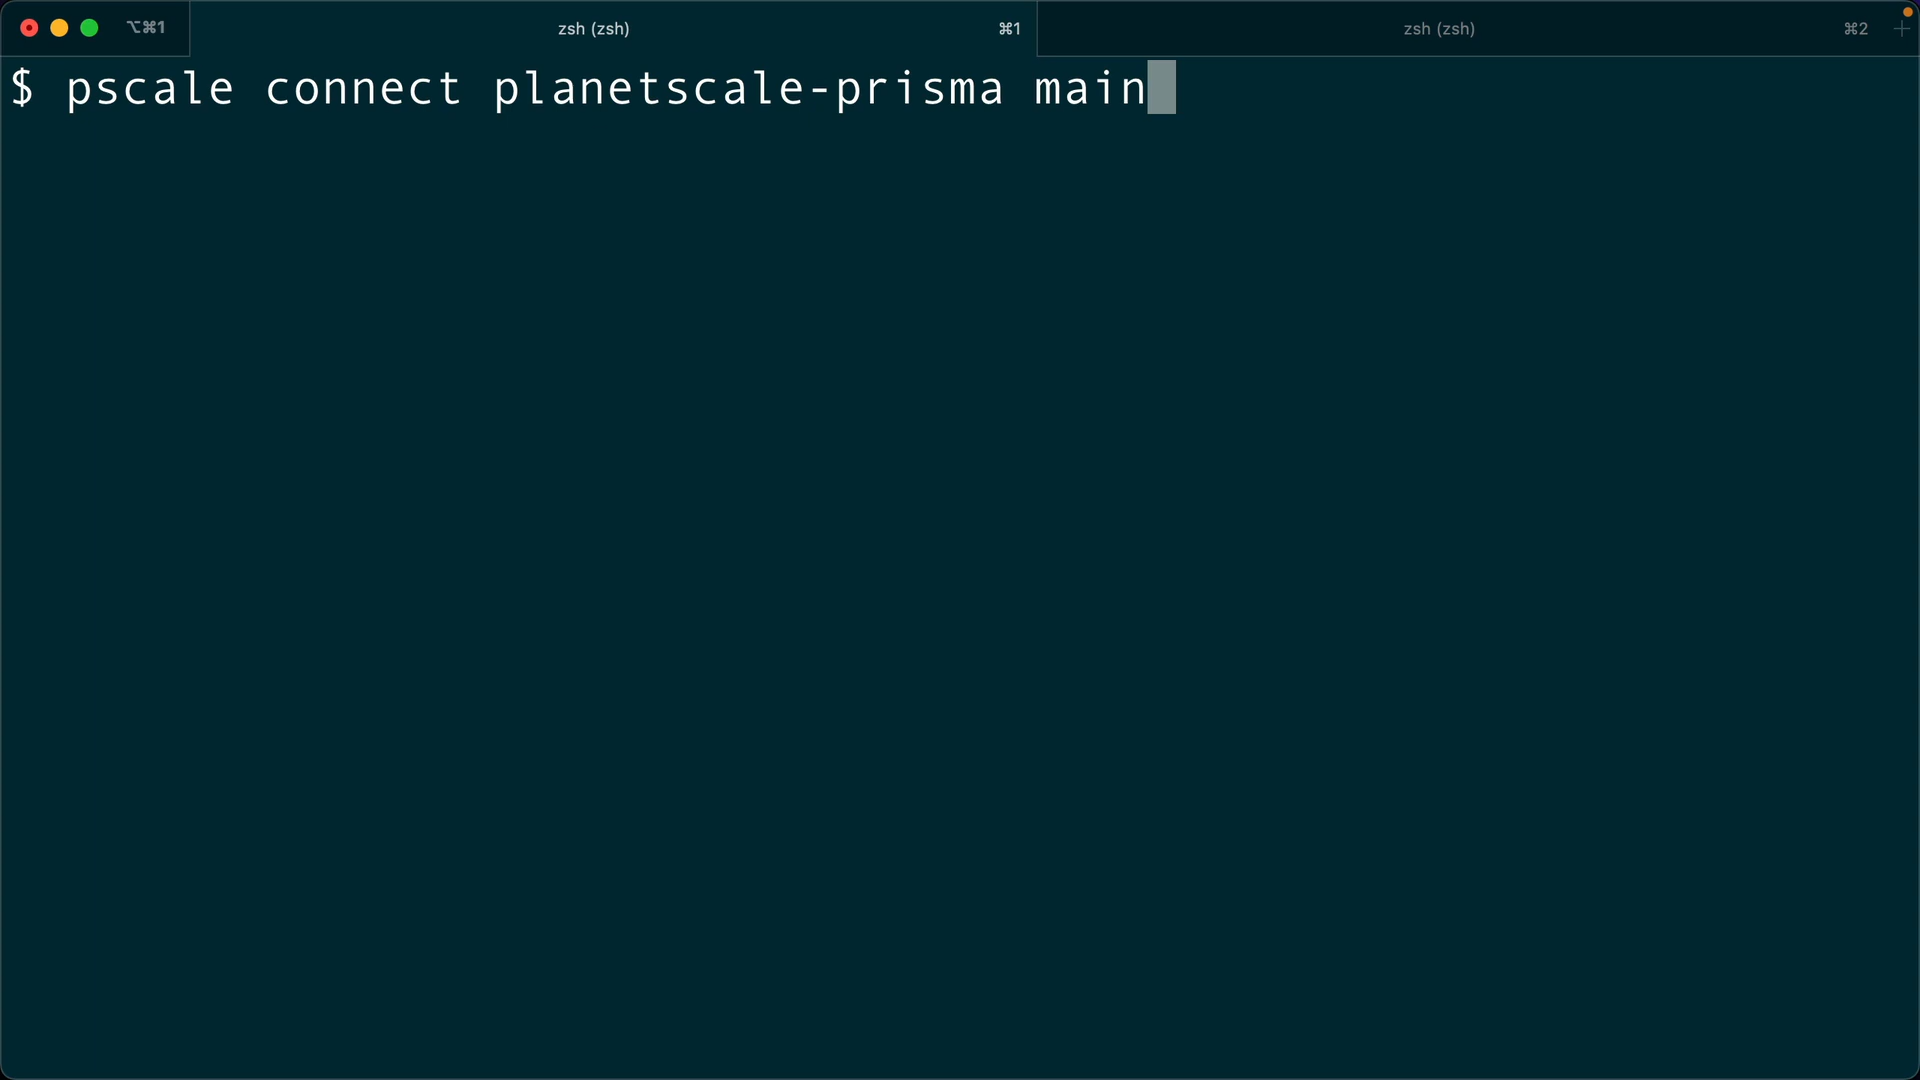 ⌥⌘1 zsh (zsh) ⌘1 zsh (zsh) ⌘2 +
$ pscale connect planetscale-prisma main